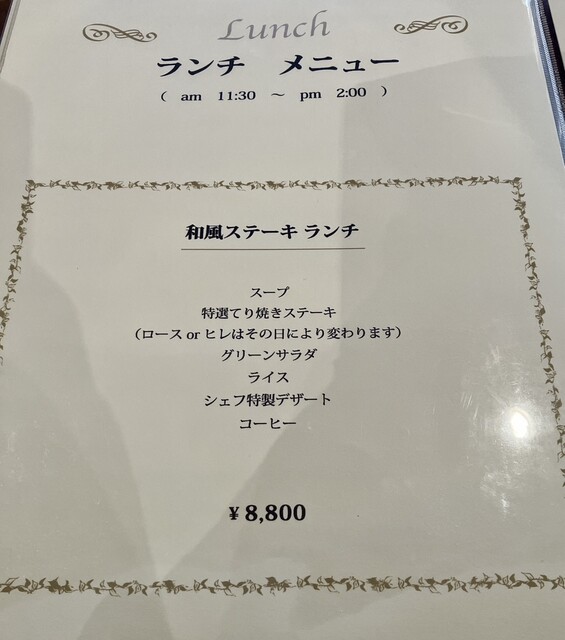 Lunch
ランチ メニュー
( am 11:30 ～ pm 2:00 )
和風ステーキ ランチ
スープ
特選てり焼きステーキ
(ロース or ヒレはその日により変わります)
グリーンサラダ
ライス
シェフ特製デザート
コーヒー
¥ 8,800